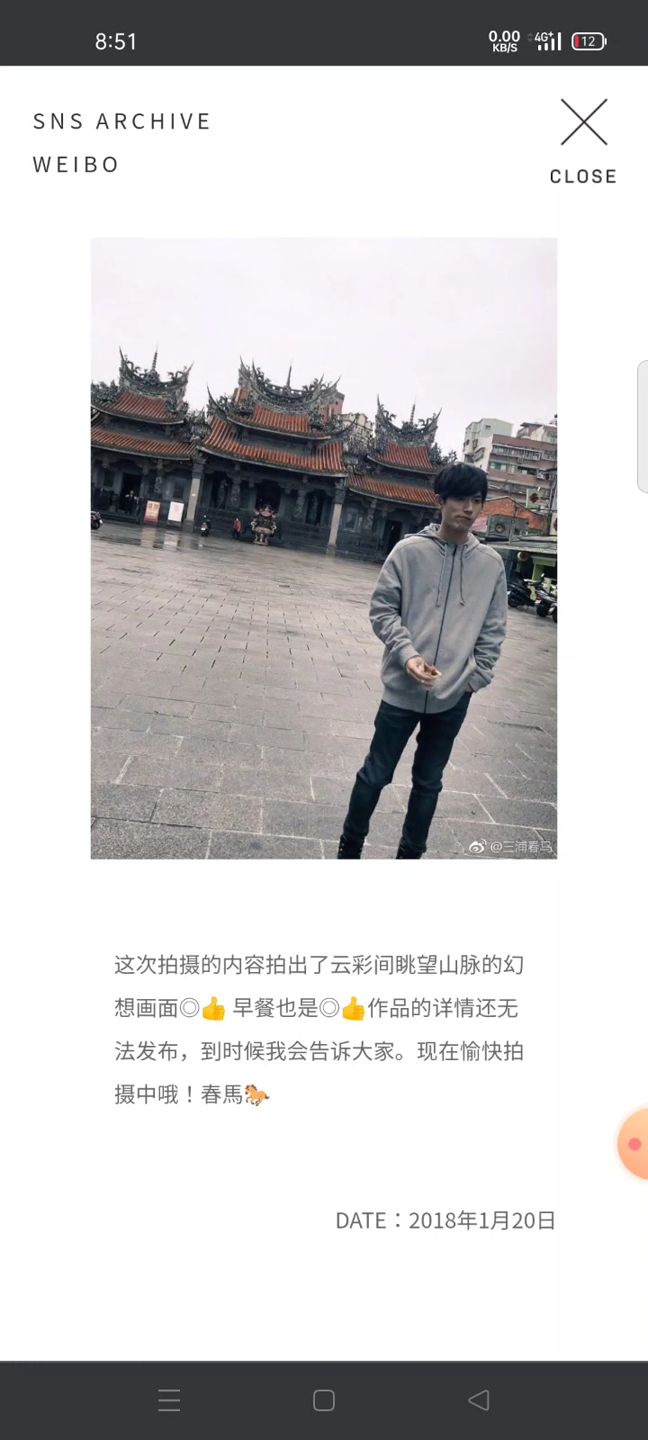 8:51
0.00
KB/S
4G+
12
SNS ARCHIVE
WEIBO
CLOSE
@三浦春马
这次拍摄的内容拍出了云彩间眺望山脉的幻
想画面◎👍 早餐也是◎👍作品的详情还无
法发布，到时候我会告诉大家。现在愉快拍
摄中哦！春馬🐎
DATE：2018年1月20日